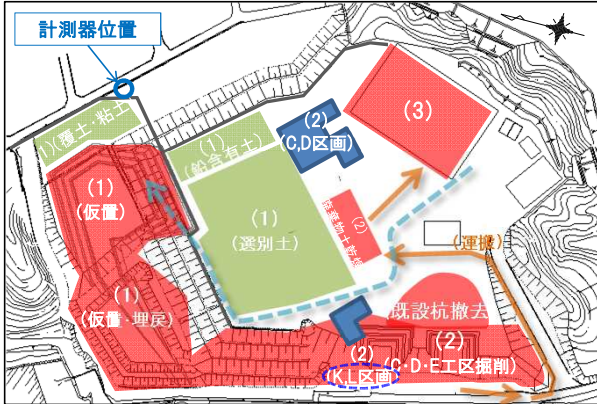 計測器位置
(1)(覆土・粘土)
(1)
(鉛含有土)
(2)
(C,D区画)
(3)
(1)
(仮置)
(1)
(選別土)
(2)
(運搬)
(1)
(仮置・埋戻)
既設杭撤去
(2)
(K,L区画)
(2)
(C・D・E工区掘削)